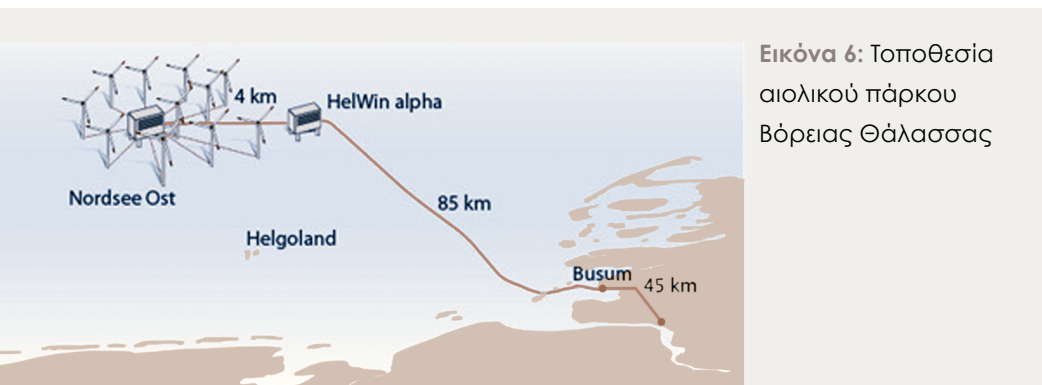 4 km
HelWin alpha
Nordsee Ost
85 km
Helgoland
Busum
45 km
Εικόνα 6: Τοποθεσία
αιολικού πάρκου
Βόρειας Θάλασσας